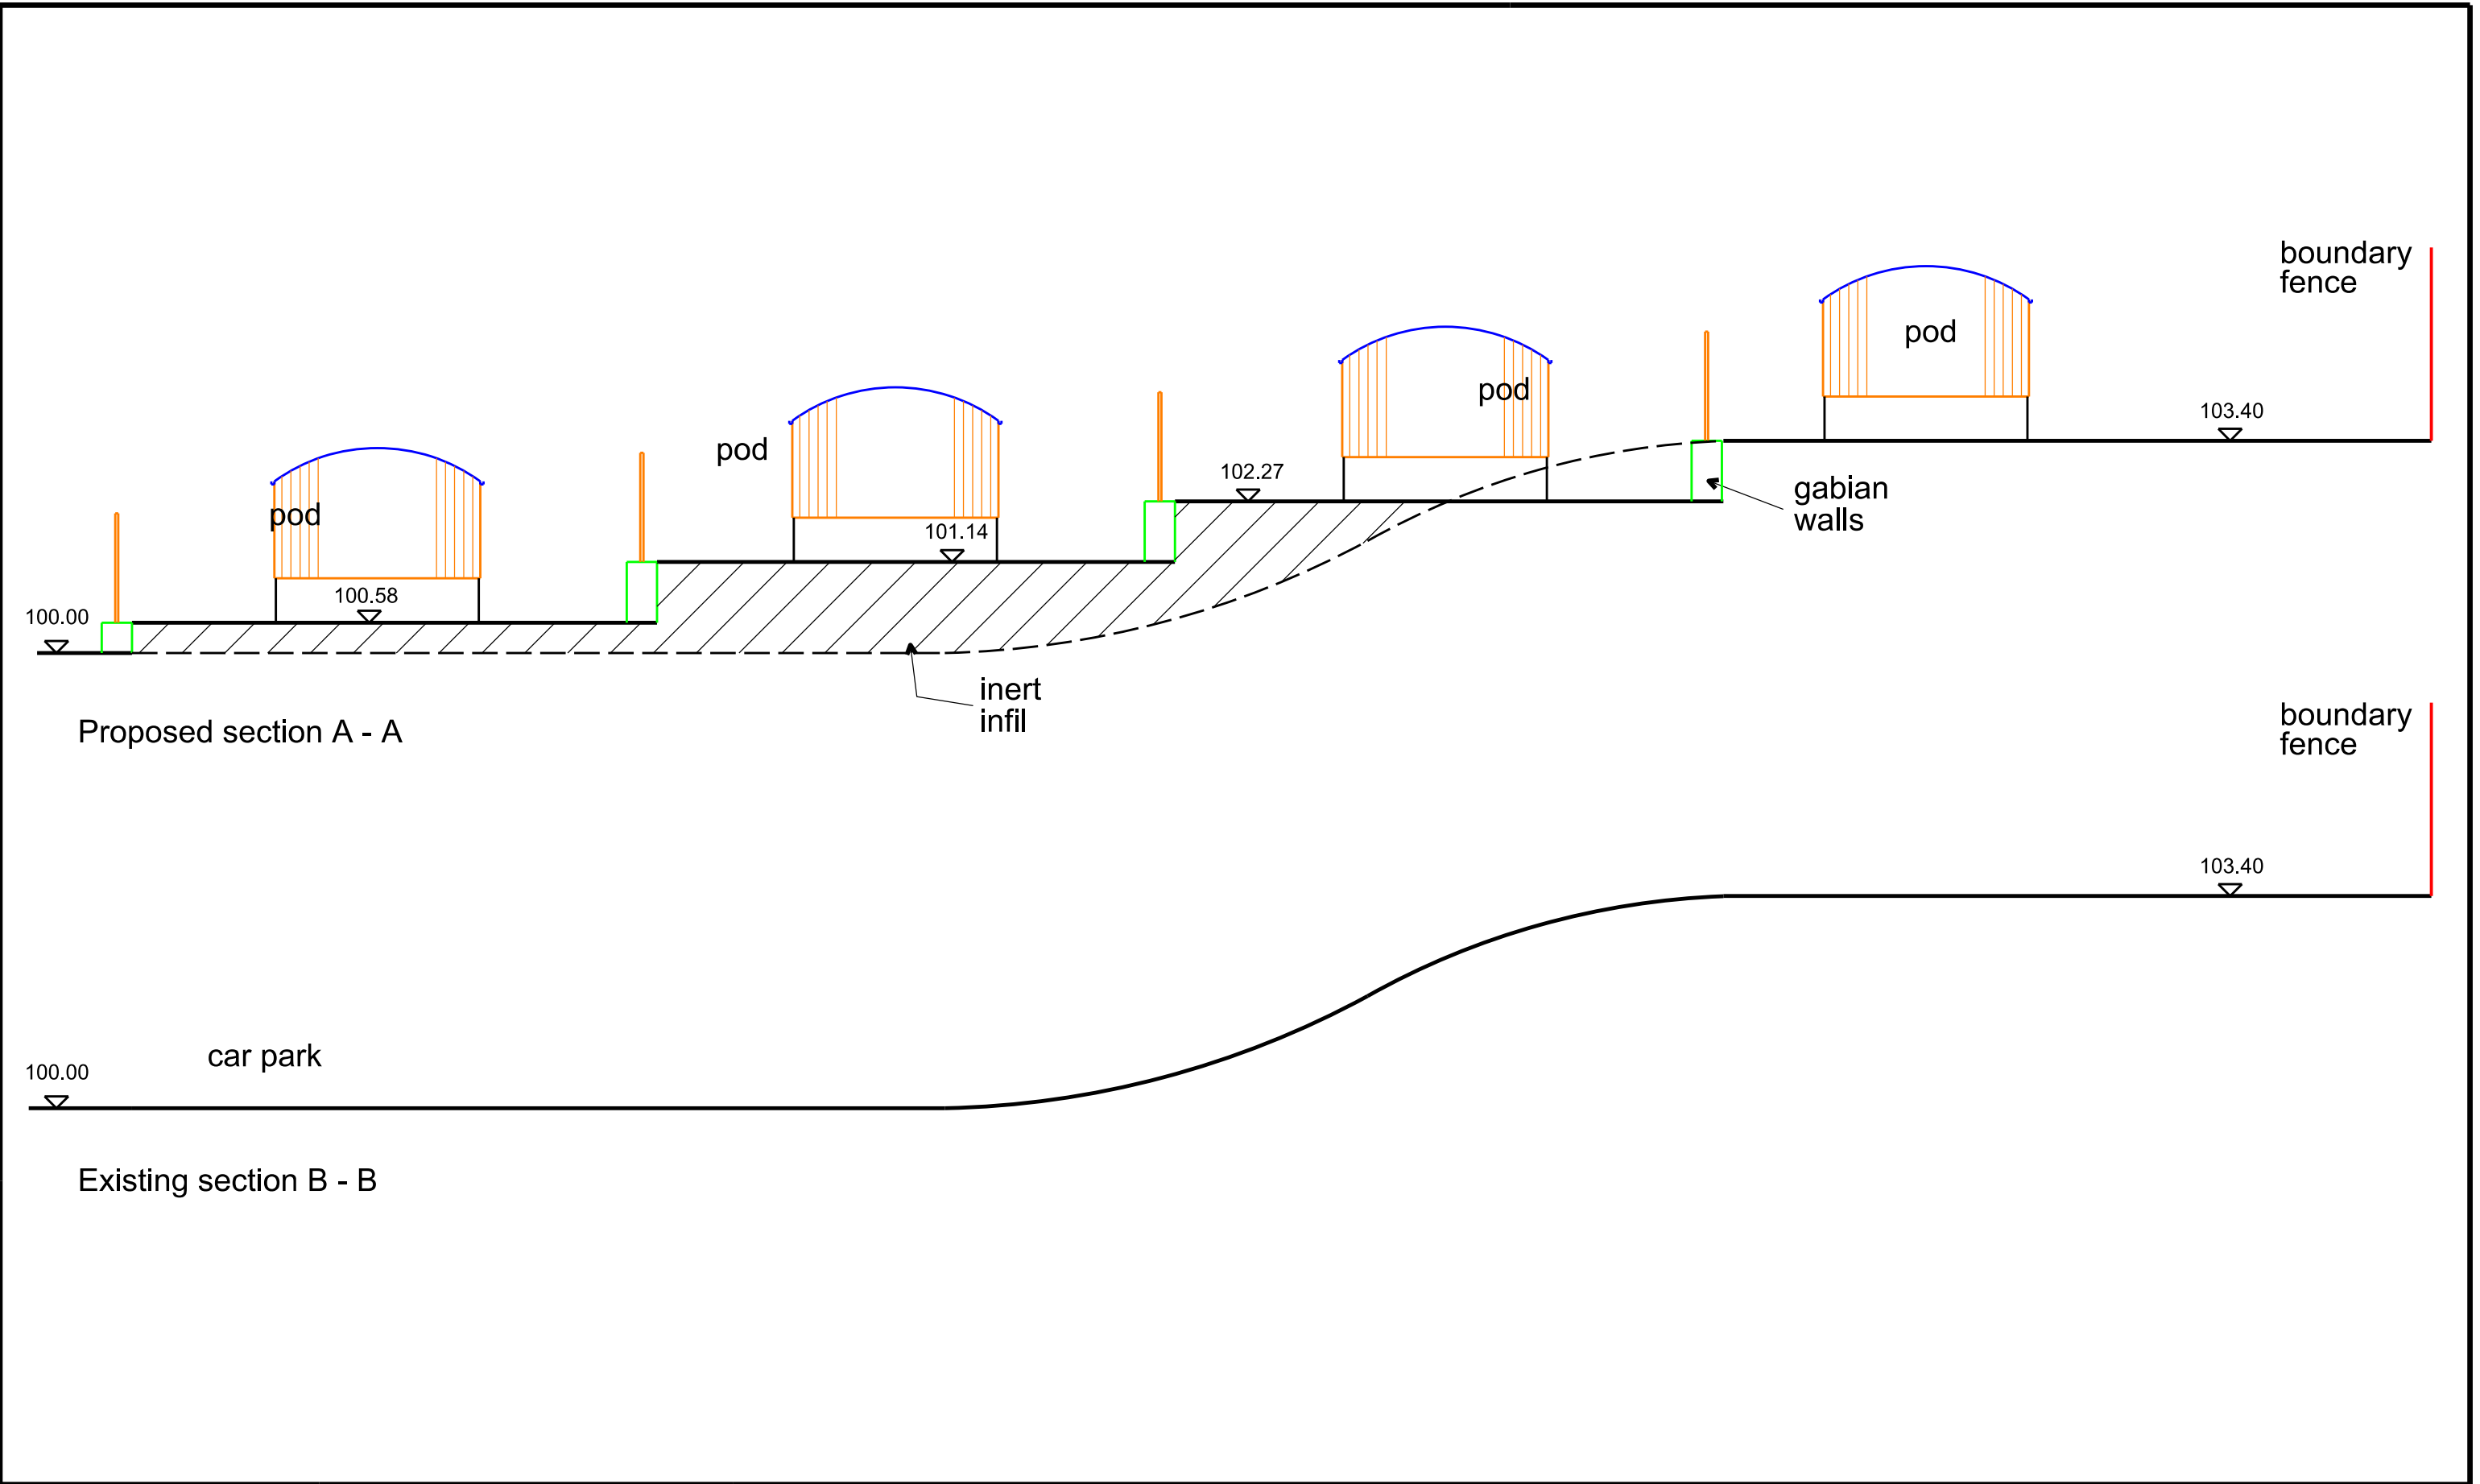 boundary
fence
pod
pod
103.40
pod
102.27
gabian
walls
pod
101.14
100.58
100.00
inert
infil
Proposed section A - A
boundary
fence
103.40
car park
100.00
Existing section B - B